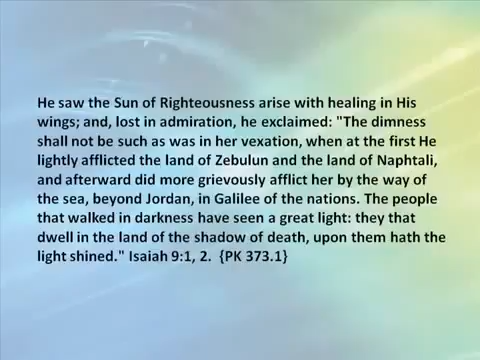 He saw the Sun of Righteousness arise with healing in His
wings; and, lost in admiration, he exclaimed: "The dimness
shall not be such as was in her vexation, when at the first He
lightly afflicted the land of Zebulun and the land of Naphtali,
and afterward did more grievously afflict her by the way of
the sea, beyond Jordan, in Galilee of the nations. The people
that walked in darkness have seen a great light: they that
dwell in the land of the shadow of death, upon them hath the
light shined." Isaiah 9:1, 2.  {PK 373.1}